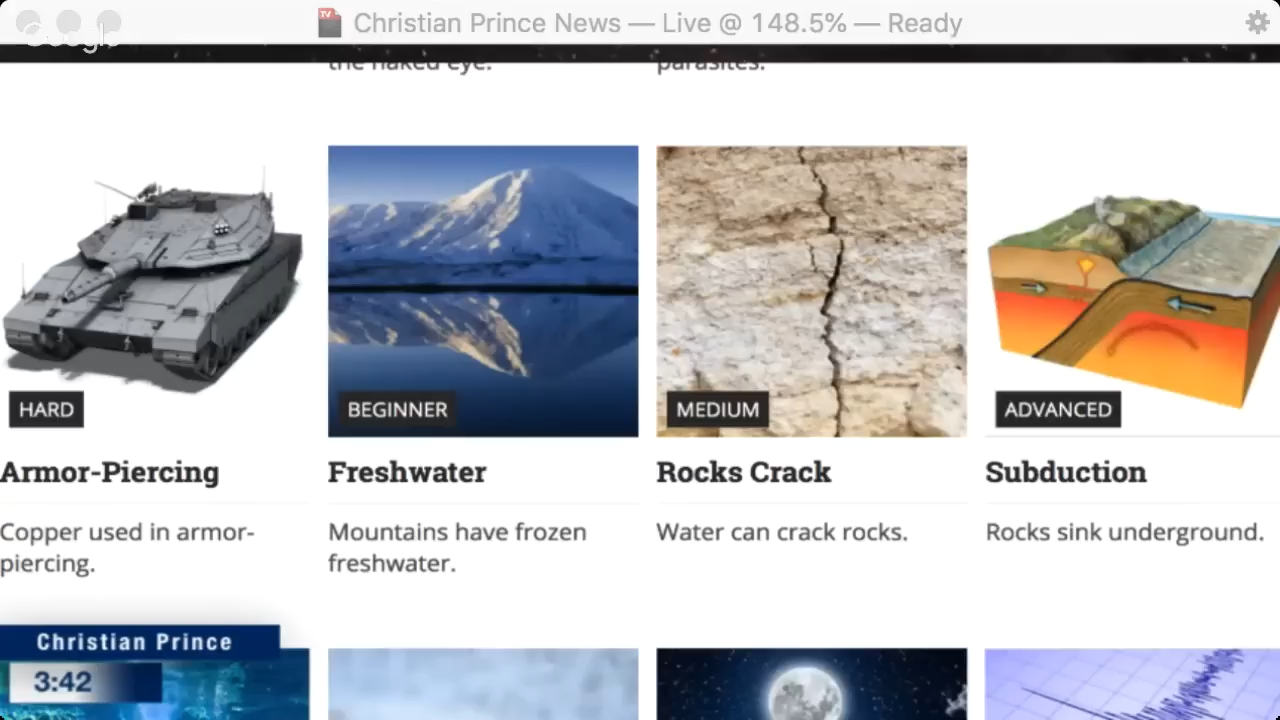 Christian Prince News — Live @ 148.5% — Ready
Google
the naked eye.
parasites.
HARD
BEGINNER
MEDIUM
ADVANCED
Armor-Piercing
Freshwater
Rocks Crack
Subduction
Copper used in armor-
piercing.
Mountains have frozen
freshwater.
Water can crack rocks.
Rocks sink underground.
Christian Prince
3:42